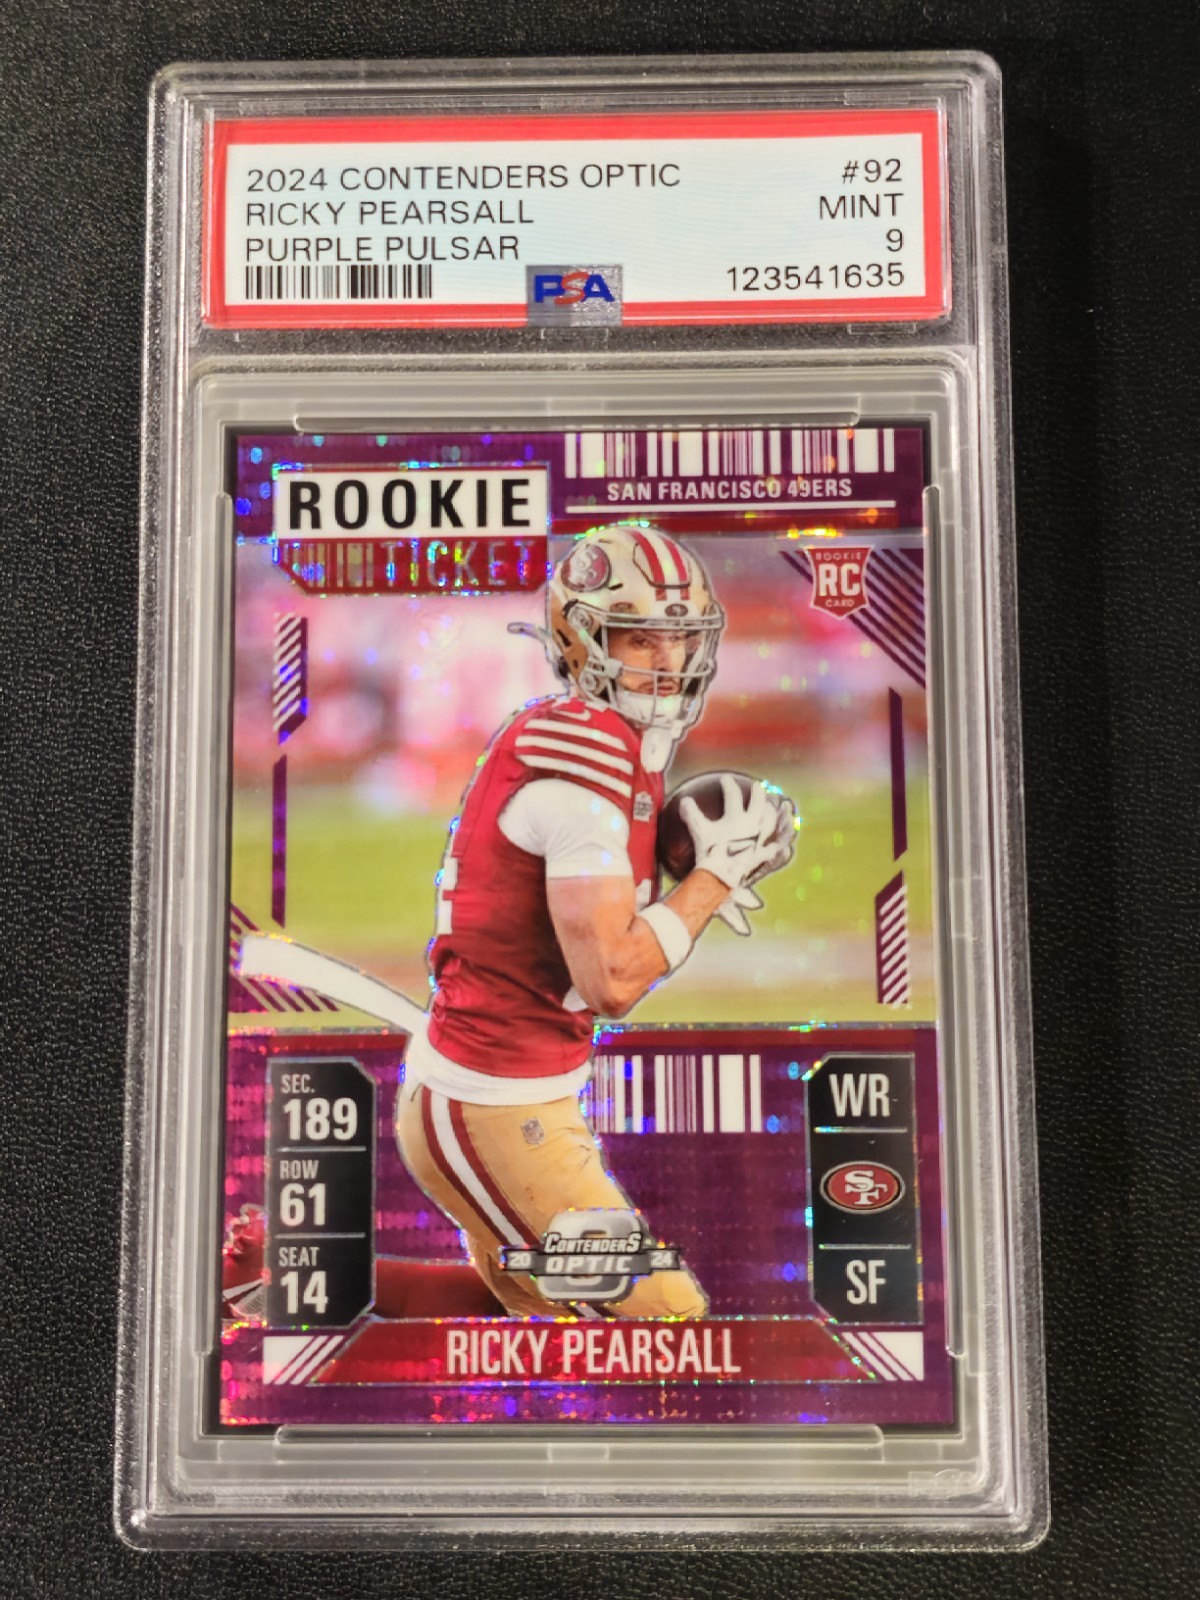 2024 CONTENDERS OPTIC #92
RICKY PEARSALL MINT
PURPLE PULSAR 9
PSA 123541635
ROOKIE
TICKET
SAN FRANCISCO 49ERS
ROOKIE
RC
CARD
SEC.
189
ROW
61
SEAT
14
WR
SF
SF
CONTENDERS
20 OPTIC 24
RICKY PEARSALL